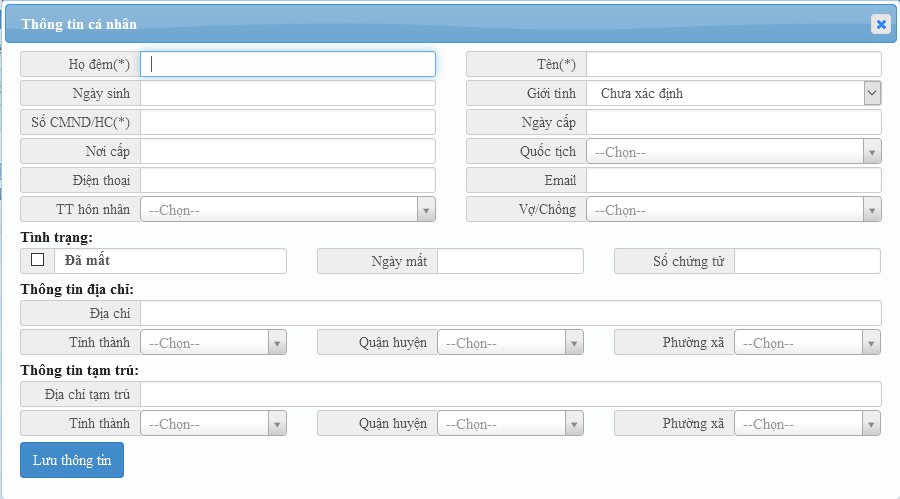 Thông tin cá nhân
Họ đệm(*) Tên(*)
Ngày sinh Giới tính Chưa xác định
Số CMND/HC(*) Ngày cấp
Nơi cấp Quốc tịch --Chọn--
Điện thoại Email
TT hôn nhân --Chọn-- Vợ/Chồng --Chọn--
Tình trạng:
Đã mất Ngày mất Số chứng tử
Thông tin địa chỉ:
Địa chỉ
Tỉnh thành --Chọn-- Quận huyện --Chọn-- Phường xã --Chọn--
Thông tin tạm trú:
Địa chỉ tạm trú
Tỉnh thành --Chọn-- Quận huyện --Chọn-- Phường xã --Chọn--
Lưu thông tin